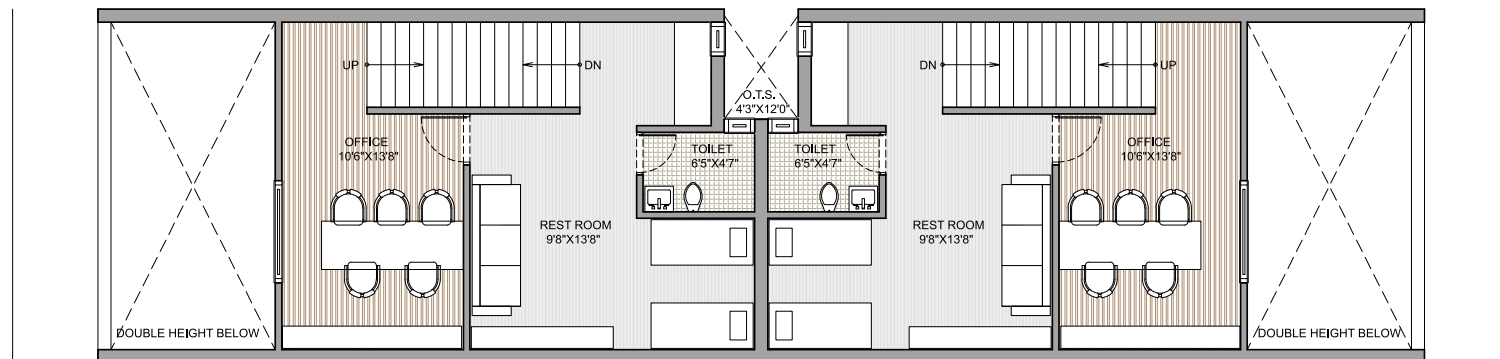 UP
DN
DN
UP
O.T.S.
4'3"X12'0"
OFFICE
10'6"X13'8"
TOILET
6'5"X4'7"
TOILET
6'5"X4'7"
OFFICE
10'6"X13'8"
REST ROOM
9'8"X13'8"
REST ROOM
9'8"X13'8"
DOUBLE HEIGHT BELOW
DOUBLE HEIGHT BELOW